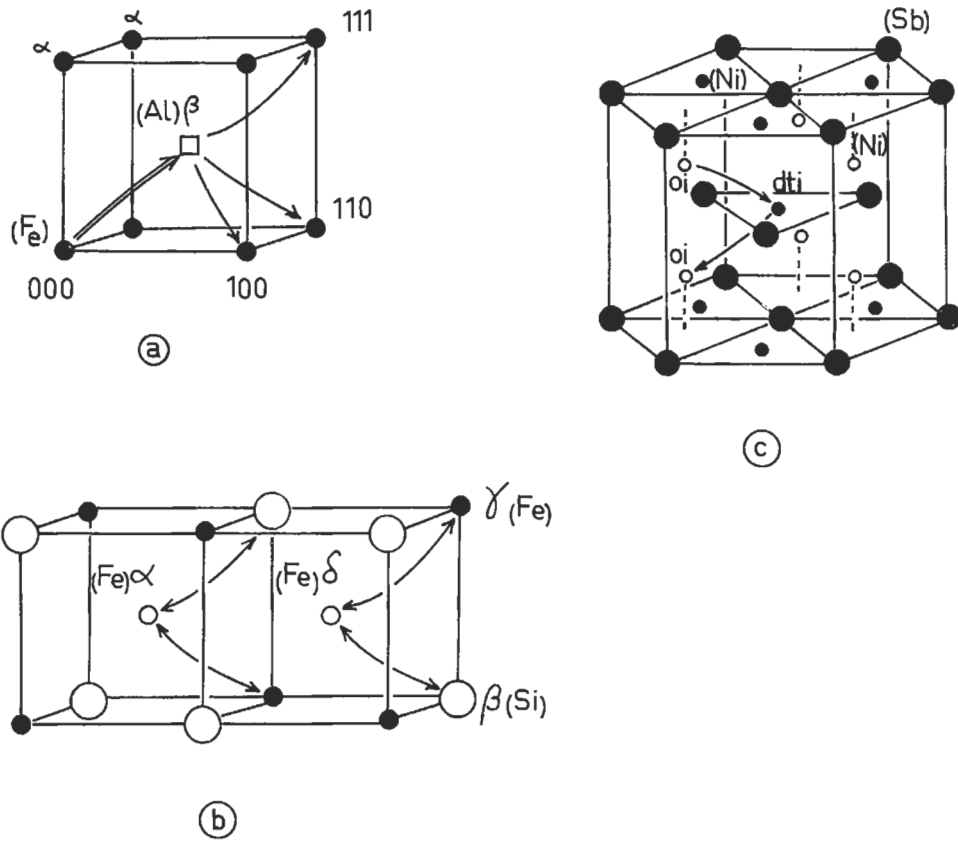 α
α
111
(Al)β
110
(Fe)
000
100
a
(Sb)
(Ni)
(Ni)
oi
dti
oi
c
γ(Fe)
(Fe)α
(Fe)δ
β(Si)
b